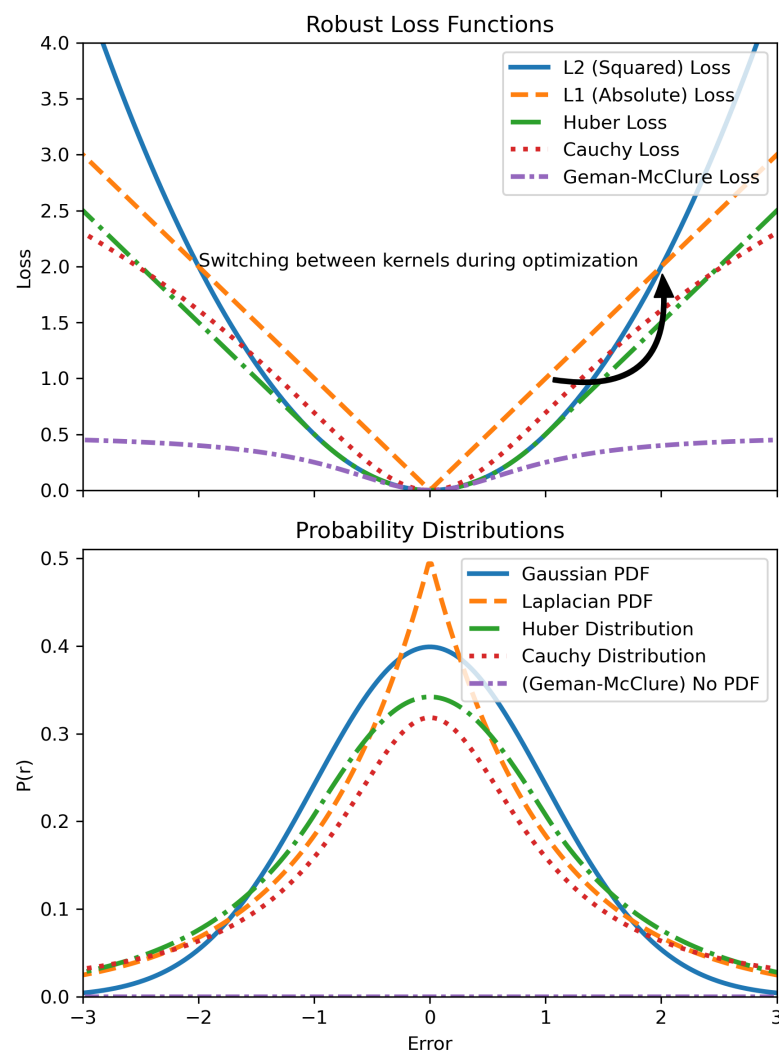 Robust Loss Functions
4.0
3.5
3.0
2.5
2.0
1.5
1.0
0.5
0.0
Loss
L2 (Squared) Loss
L1 (Absolute) Loss
Huber Loss
Cauchy Loss
Geman-McClure Loss
Switching between kernels during optimization
Probability Distributions
0.5
0.4
0.3
0.2
0.1
0.0
P(r)
Gaussian PDF
Laplacian PDF
Huber Distribution
Cauchy Distribution
(Geman-McClure) No PDF
−3 −2 −1 0 1 2 3
Error